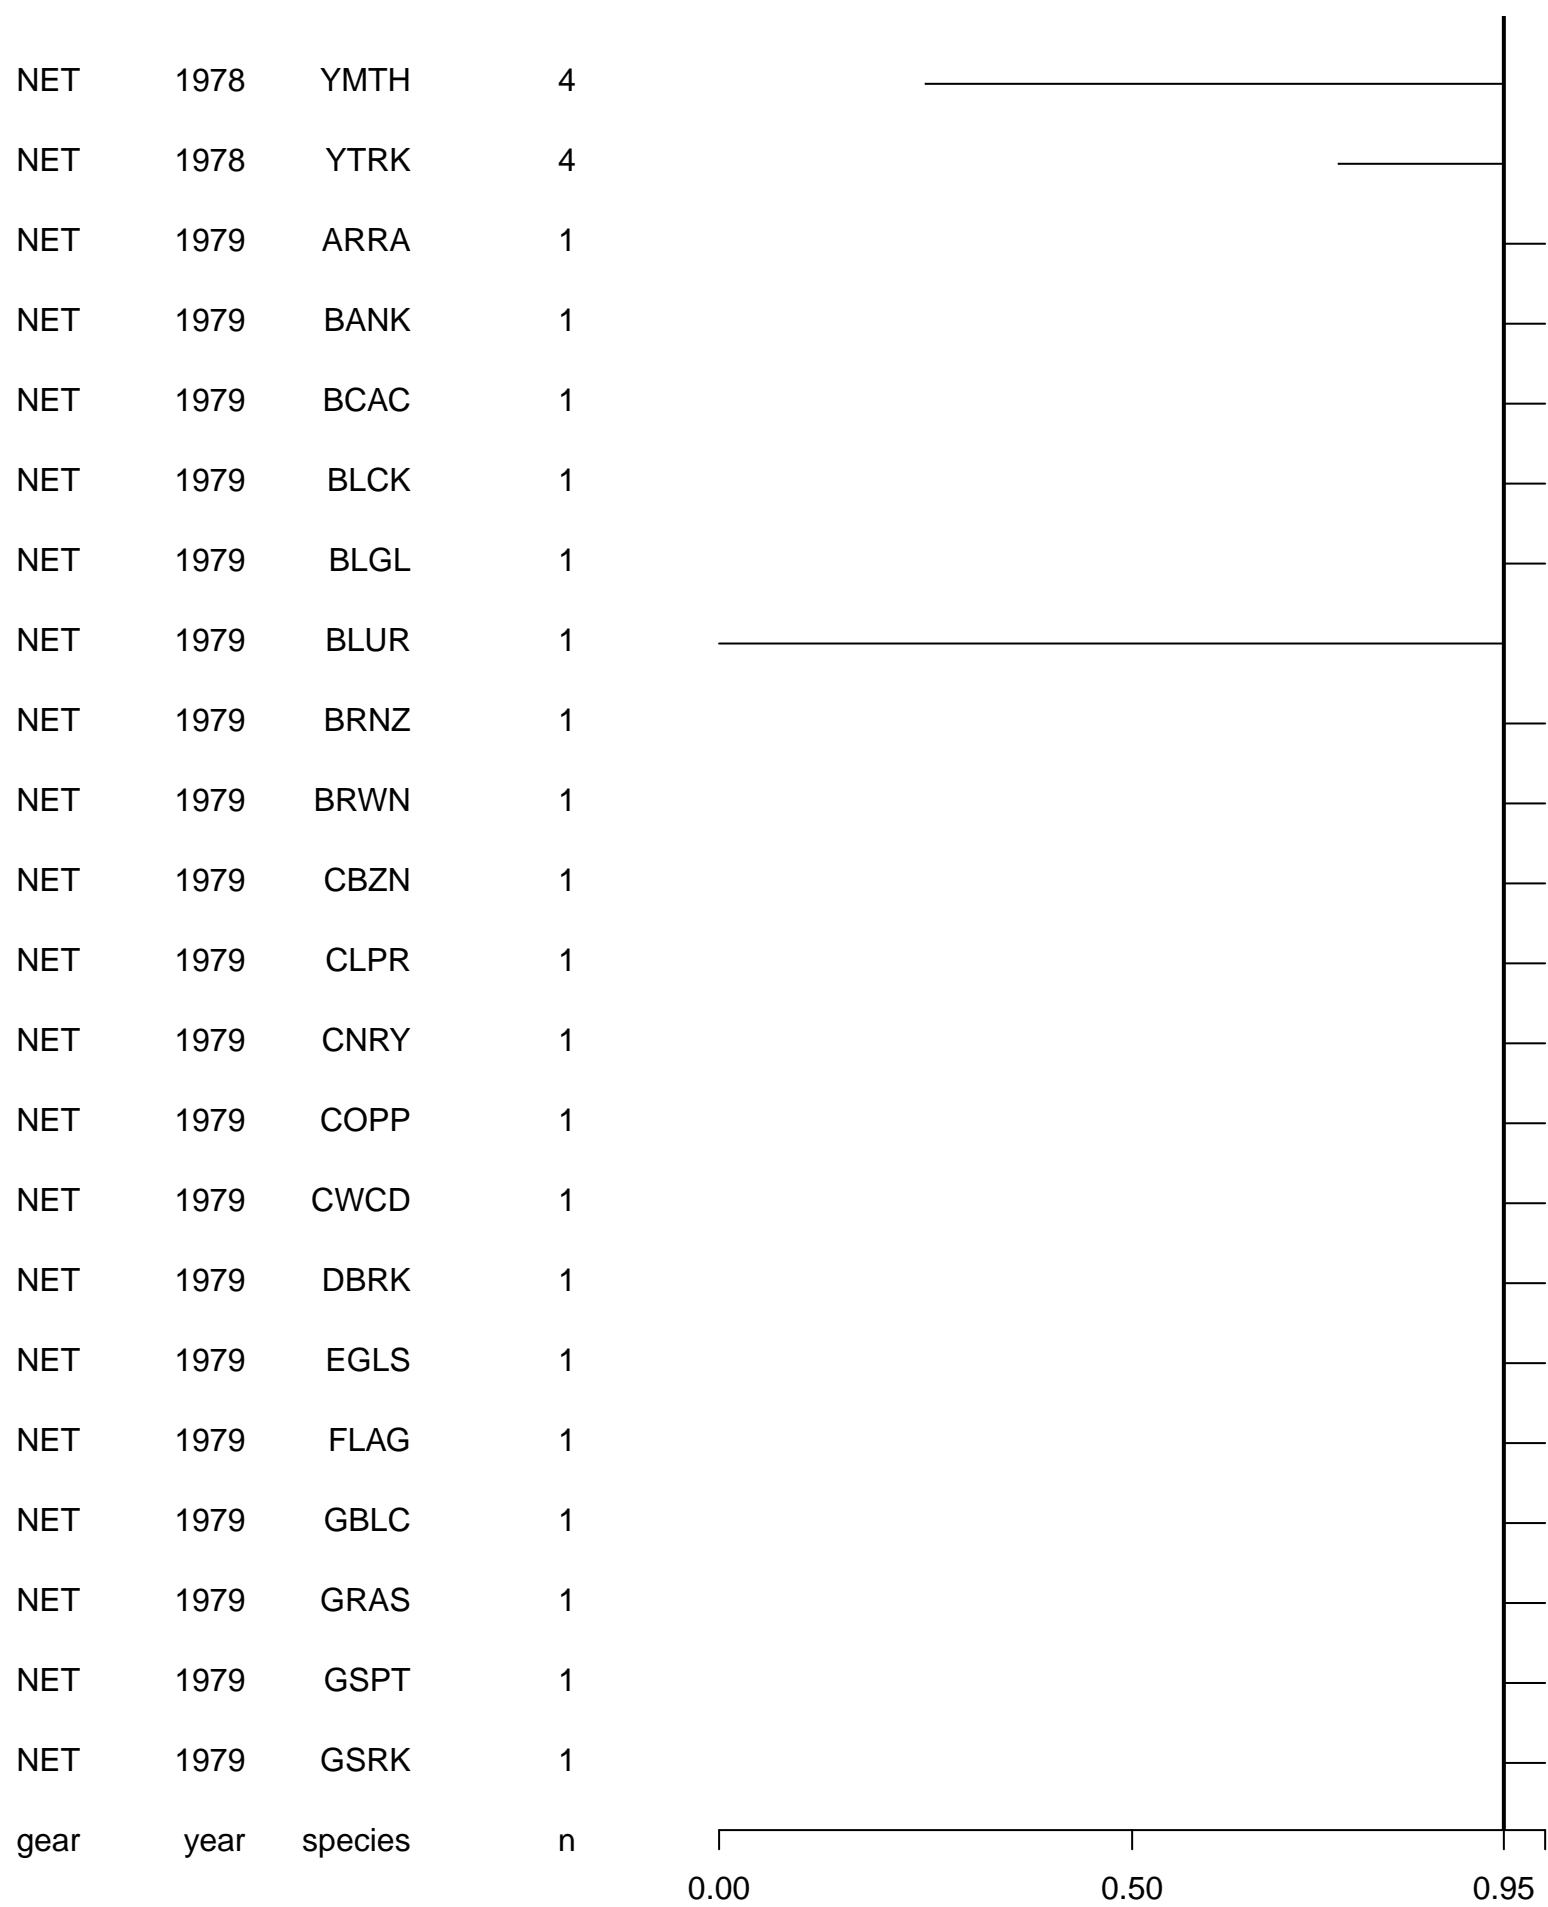 NET 1978 YMTH 4
NET 1978 YTRK 4
NET 1979 ARRA 1
NET 1979 BANK 1
NET 1979 BCAC 1
NET 1979 BLCK 1
NET 1979 BLGL 1
NET 1979 BLUR 1
NET 1979 BRNZ 1
NET 1979 BRWN 1
NET 1979 CBZN 1
NET 1979 CLPR 1
NET 1979 CNRY 1
NET 1979 COPP 1
NET 1979 CWCD 1
NET 1979 DBRK 1
NET 1979 EGLS 1
NET 1979 FLAG 1
NET 1979 GBLC 1
NET 1979 GRAS 1
NET 1979 GSPT 1
NET 1979 GSRK 1
gear year species n
0.00 0.50 0.95